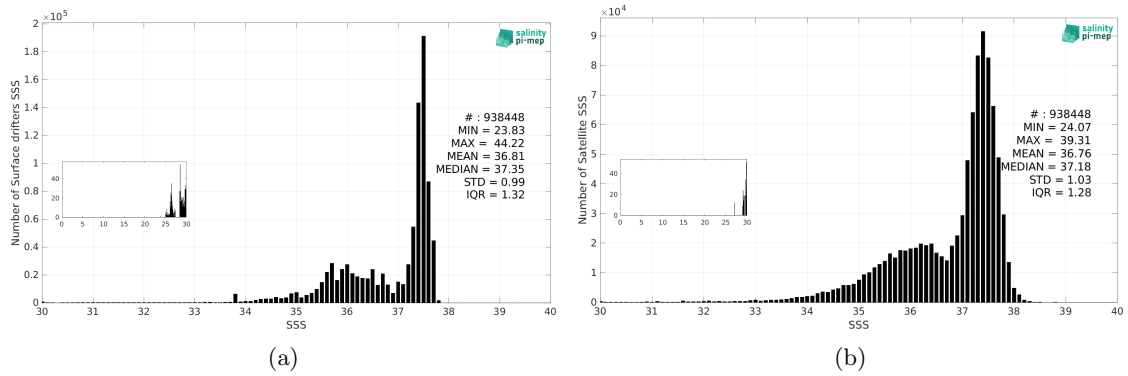 ×10⁵
2
1.8
1.6
1.4
1.2
1
0.8
0.6
0.4
0.2
0
Number of Surface drifters SSS
salinity
pi-mep
# : 938448
MIN = 23.83
MAX = 44.22
MEAN = 36.81
MEDIAN = 37.35
STD = 0.99
IQR = 1.32
40
20
0
0 5 10 15 20 25 30
30 31 32 33 34 35 36 37 38 39 40
SSS
(a)
×10⁴
9
8
7
6
5
4
3
2
1
0
Number of Satellite SSS
salinity
pi-mep
# : 938448
MIN = 24.07
MAX = 39.31
MEAN = 36.76
MEDIAN = 37.18
STD = 1.03
IQR = 1.28
40
20
0
0 5 10 15 20 25 30
30 31 32 33 34 35 36 37 38 39 40
SSS
(b)